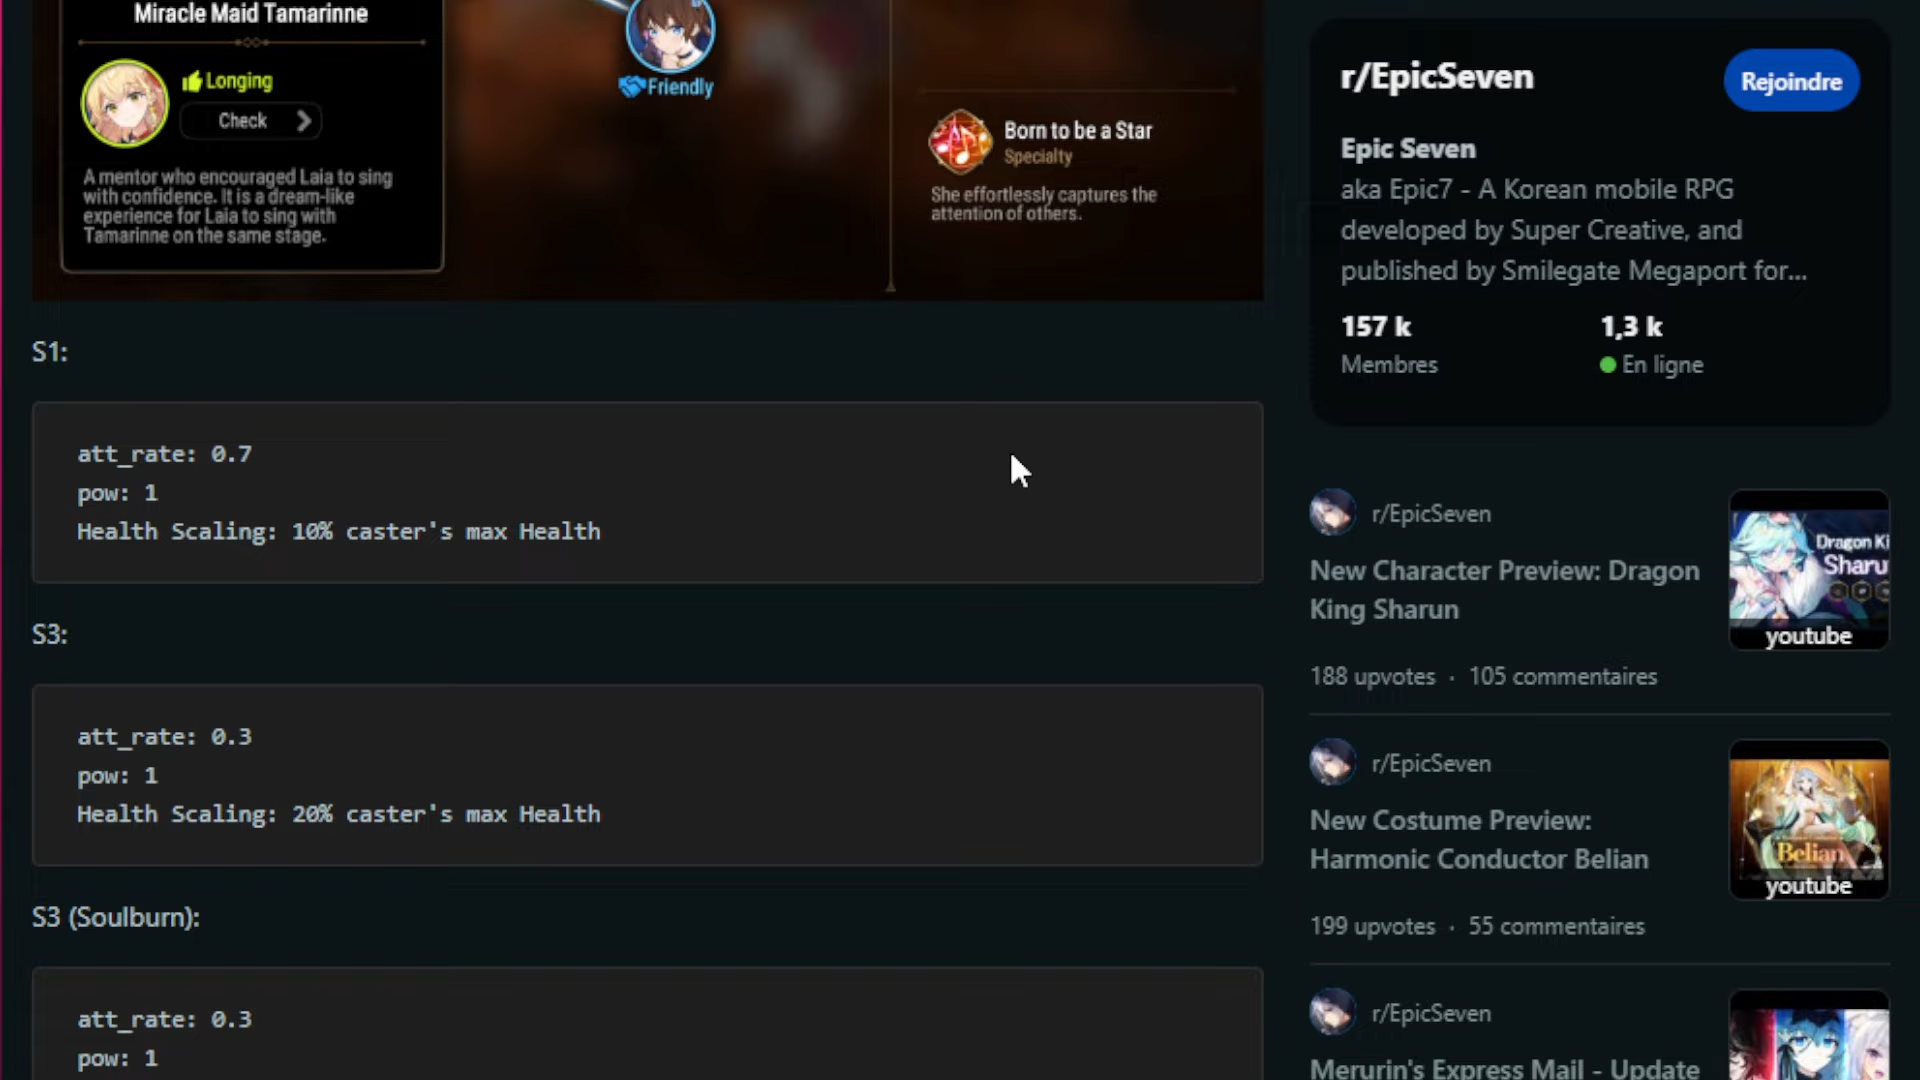 Miracle Maid Tamarinne
Longing
Check
A mentor who encouraged Laia to sing
with confidence. It is a dream-like
experience for Laia to sing with
Tamarinne on the same stage.
Friendly
Born to be a Star
Specialty
She effortlessly captures the
attention of others.
S1:
att_rate: 0.7
pow: 1
Health Scaling: 10% caster's max Health
S3:
att_rate: 0.3
pow: 1
Health Scaling: 20% caster's max Health
S3 (Soulburn):
att_rate: 0.3
pow: 1
r/EpicSeven
Rejoindre
Epic Seven
aka Epic7 - A Korean mobile RPG
developed by Super Creative, and
published by Smilegate Megaport for...
157 k
1,3 k
Membres
En ligne
r/EpicSeven
New Character Preview: Dragon
King Sharun
Dragon Ki
Sharu
youtube
188 upvotes · 105 commentaires
r/EpicSeven
New Costume Preview:
Harmonic Conductor Belian
Belian
youtube
199 upvotes · 55 commentaires
r/EpicSeven
Merurin's Express Mail - Update